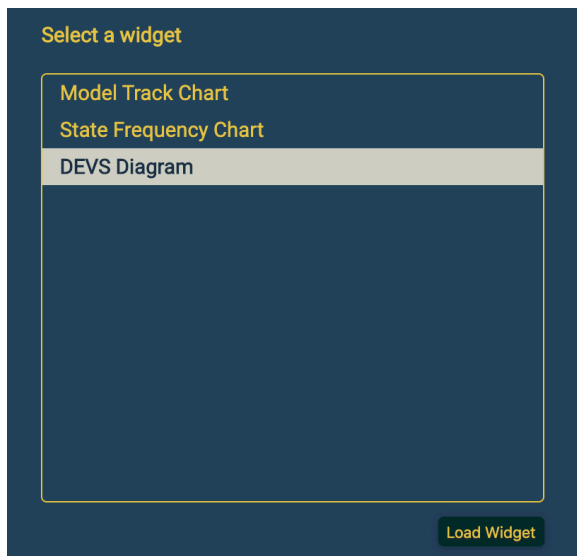 Select a widget
Model Track Chart
State Frequency Chart
DEVS Diagram
Load Widget